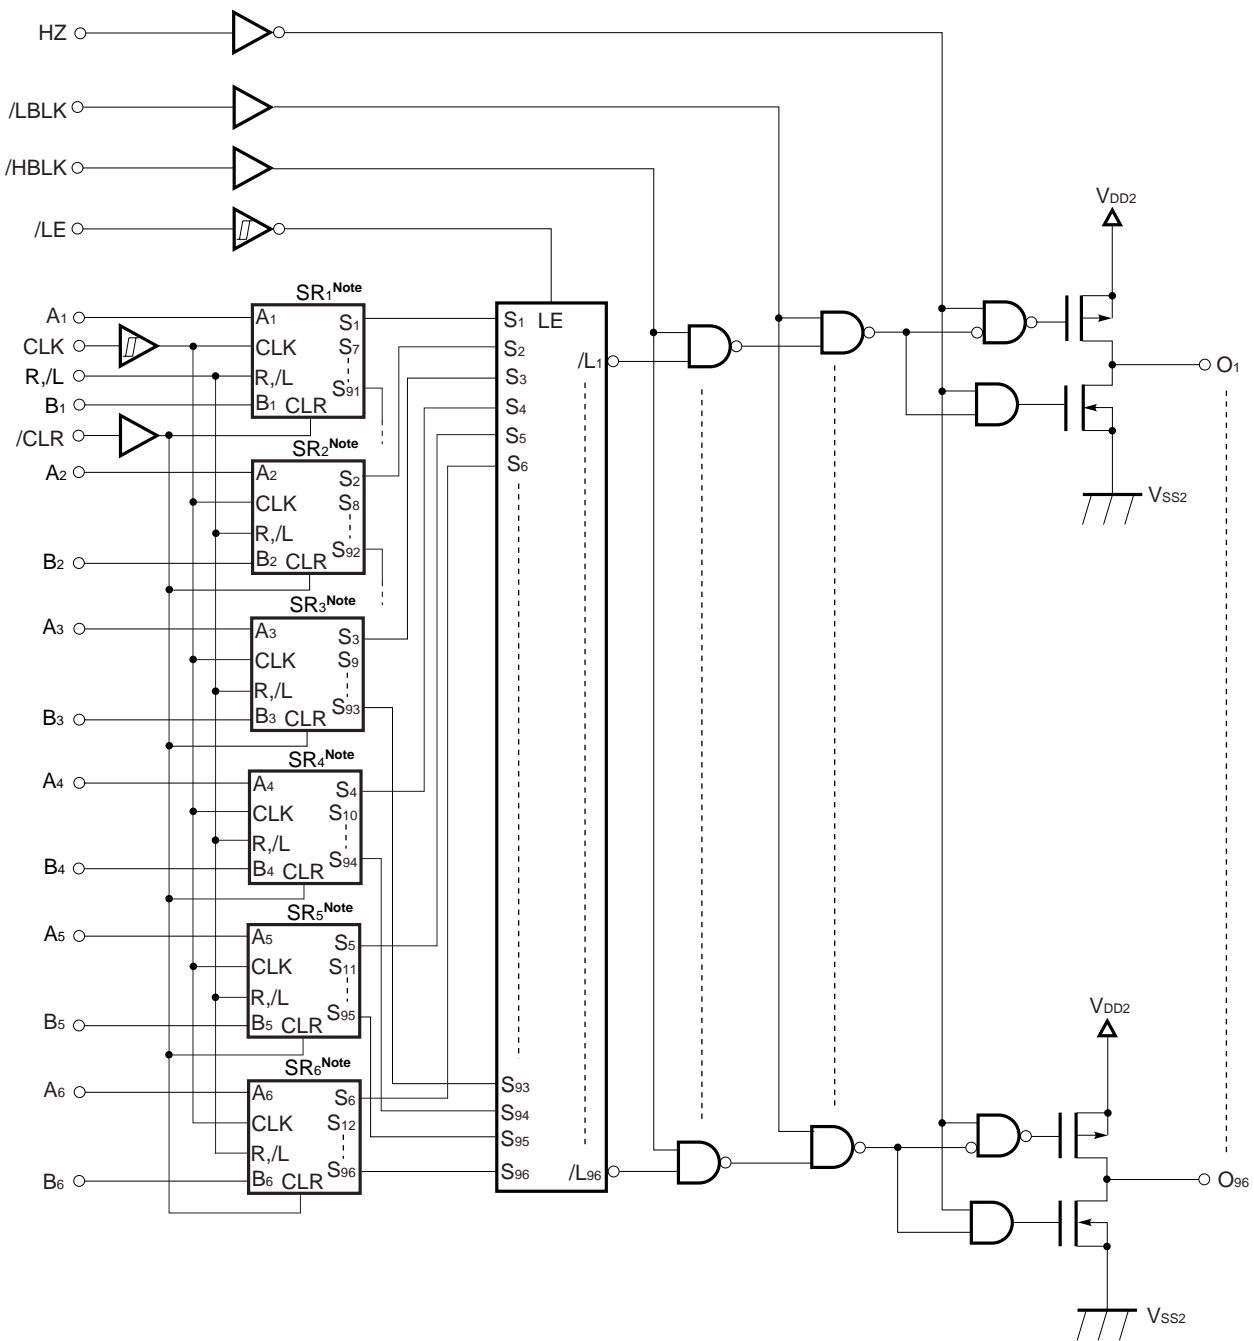 HZ
/LBLK
/HBLK
/LE
VDD2
SR1Note
A1
A1
S1
S1 LE
CLK
CLK
S7
S2
/L1
O1
R,/L
R,/L
S91
S3
B1
B1 CLR
S4
/CLR
S5
SR2Note
S6
A2
A2
S2
CLK
S8
VSS2
R,/L
S92
B2
B2 CLR
SR3Note
A3
A3
S3
CLK
S9
R,/L
S93
B3
B3 CLR
SR4Note
A4
A4
S4
CLK
S10
R,/L
S94
B4
B4 CLR
SR5Note
A5
A5
S5
CLK
S11
R,/L
S95
B5
B5 CLR
VDD2
SR6Note
S93
A6
A6
S6
S94
CLK
S12
S95
R,/L
S96
S96
/L96
O96
B6
B6 CLR
VSS2